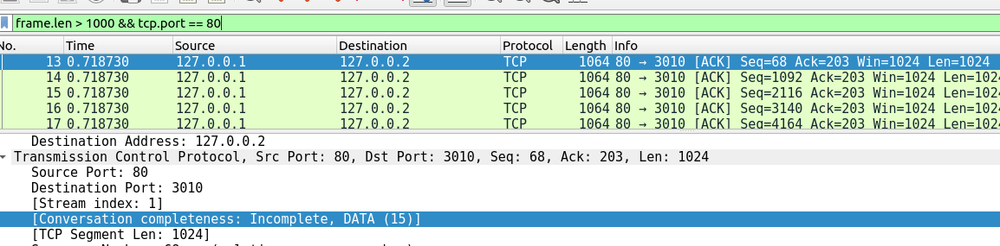 frame.len > 1000 && tcp.port == 80
No. Time Source Destination Protocol Length Info
13 0.718730 127.0.0.1 127.0.0.2 TCP 1064 80 → 3010 [ACK] Seq=68 Ack=203 Win=1024 Len=1024
14 0.718730 127.0.0.1 127.0.0.2 TCP 1064 80 → 3010 [ACK] Seq=1092 Ack=203 Win=1024 Len=1024
15 0.718730 127.0.0.1 127.0.0.2 TCP 1064 80 → 3010 [ACK] Seq=2116 Ack=203 Win=1024 Len=1024
16 0.718730 127.0.0.1 127.0.0.2 TCP 1064 80 → 3010 [ACK] Seq=3140 Ack=203 Win=1024 Len=1024
17 0.718730 127.0.0.1 127.0.0.2 TCP 1064 80 → 3010 [ACK] Seq=4164 Ack=203 Win=1024 Len=1024
Destination Address: 127.0.0.2
Transmission Control Protocol, Src Port: 80, Dst Port: 3010, Seq: 68, Ack: 203, Len: 1024
Source Port: 80
Destination Port: 3010
[Stream index: 1]
[Conversation completeness: Incomplete, DATA (15)]
[TCP Segment Len: 1024]